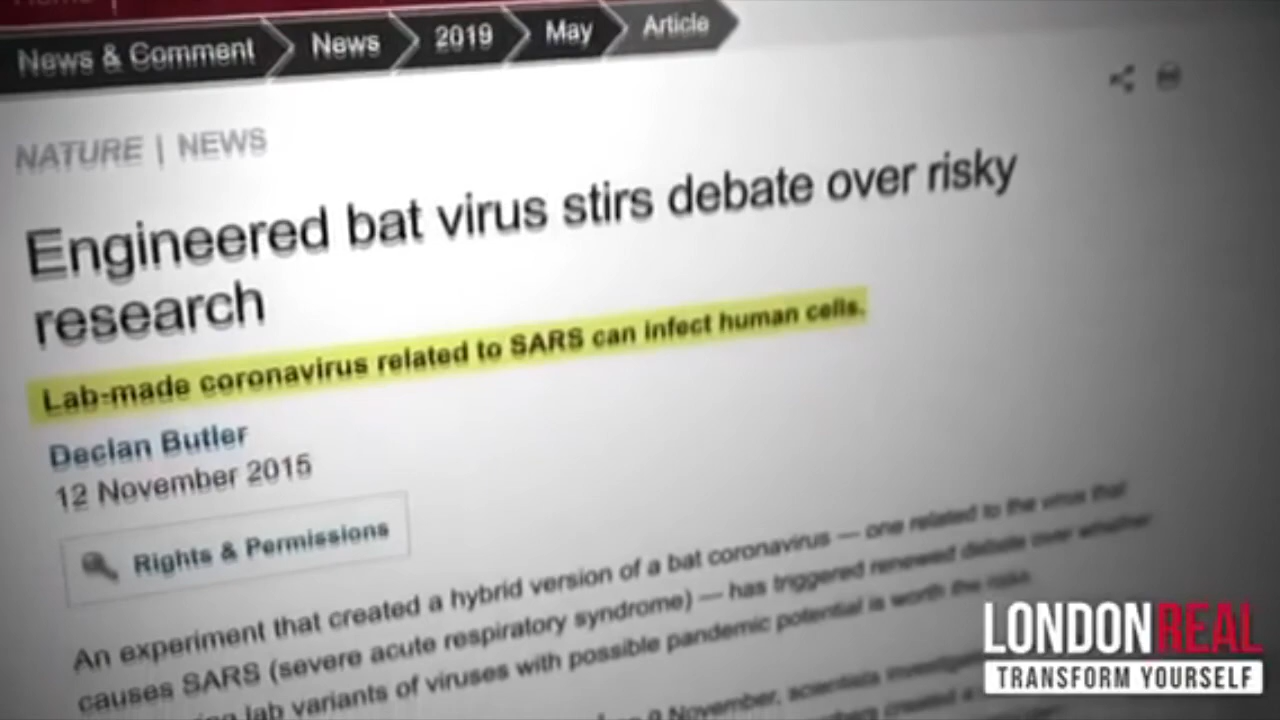 News & Comment News 2019 May Article
NATURE | NEWS
Engineered bat virus stirs debate over risky
research
Lab-made coronavirus related to SARS can infect human cells.
Declan Butler
12 November 2015
Rights & Permissions
An experiment that created a hybrid version of a bat coronavirus — one related to the virus that
causes SARS (severe acute respiratory syndrome) — has triggered renewed debate over whether
lab variants of viruses with possible pandemic potential is worth the risks.
9 November, scientists
created a
LONDON REAL
TRANSFORM YOURSELF